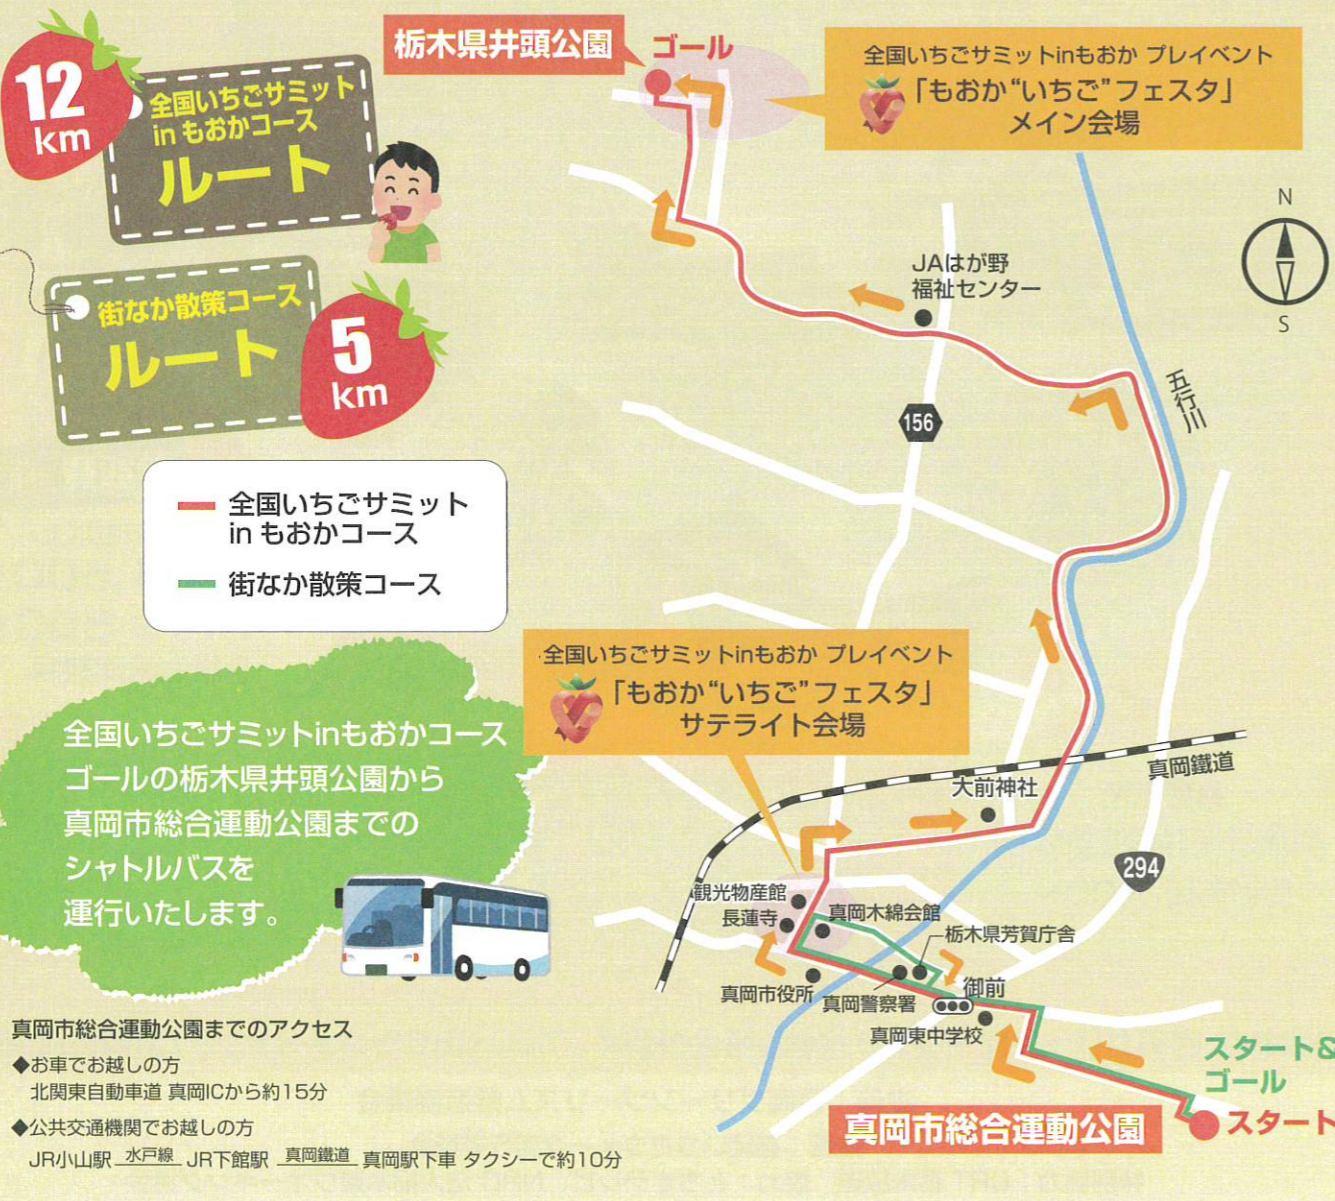 12
km
全国いちごサミット
in もおかコース
ルート
街なか散策コース
ルート
5
km
全国いちごサミット
in もおかコース
街なか散策コース
栃木県井頭公園
ゴール
全国いちごサミットinもおか プレイベント
「もおか“いちご”フェスタ」
メイン会場
N
S
JAはが野
福祉センター
五行川
156
全国いちごサミットinもおか プレイベント
「もおか“いちご”フェスタ」
サテライト会場
真岡鐵道
大前神社
294
観光物産館
長蓮寺
真岡木綿会館
栃木県芳賀庁舎
真岡市役所
真岡警察署
御前
真岡東中学校
スタート&
ゴール
スタート
真岡市総合運動公園
全国いちごサミットinもおかコース
ゴールの栃木県井頭公園から
真岡市総合運動公園までの
シャトルバスを
運行いたします。
真岡市総合運動公園までのアクセス
◆お車でお越しの方
北関東自動車道 真岡ICから約15分
◆公共交通機関でお越しの方
JR小山駅 水戸線 JR下館駅 真岡鐵道 真岡駅下車 タクシーで約10分